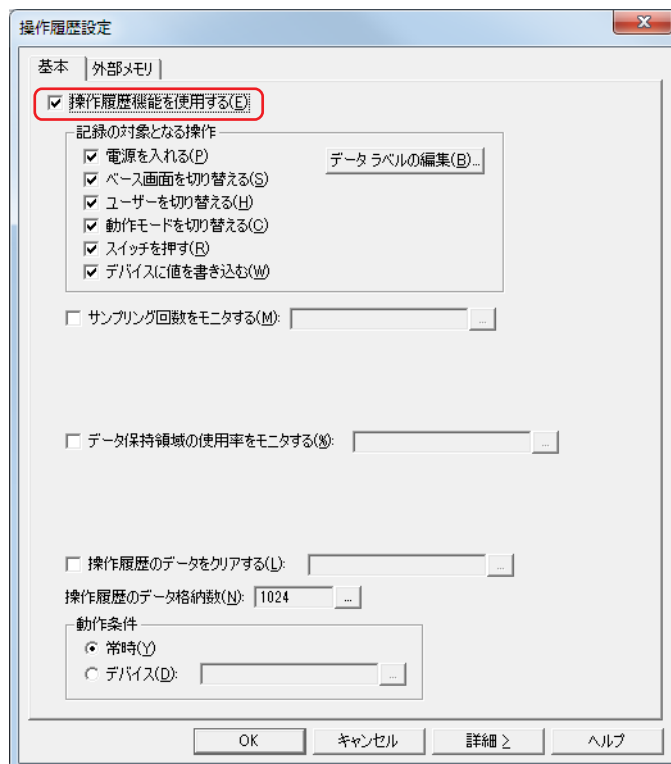 操作履歴設定
基本 外部メモリ
操作履歴機能を使用する(E)
記録の対象となる操作
電源を入れる(P) データ ラベルの編集(B)...
ベース画面を切り替える(S)
ユーザーを切り替える(H)
動作モードを切り替える(C)
スイッチを押す(R)
デバイスに値を書き込む(W)
サンプリング回数をモニタする(M): ...
データ保持領域の使用率をモニタする(%): ...
操作履歴のデータをクリアする(L): ...
操作履歴のデータ格納数(N): 1024 ...
動作条件
常時(Y)
デバイス(D): ...
OK キャンセル 詳細 > ヘルプ